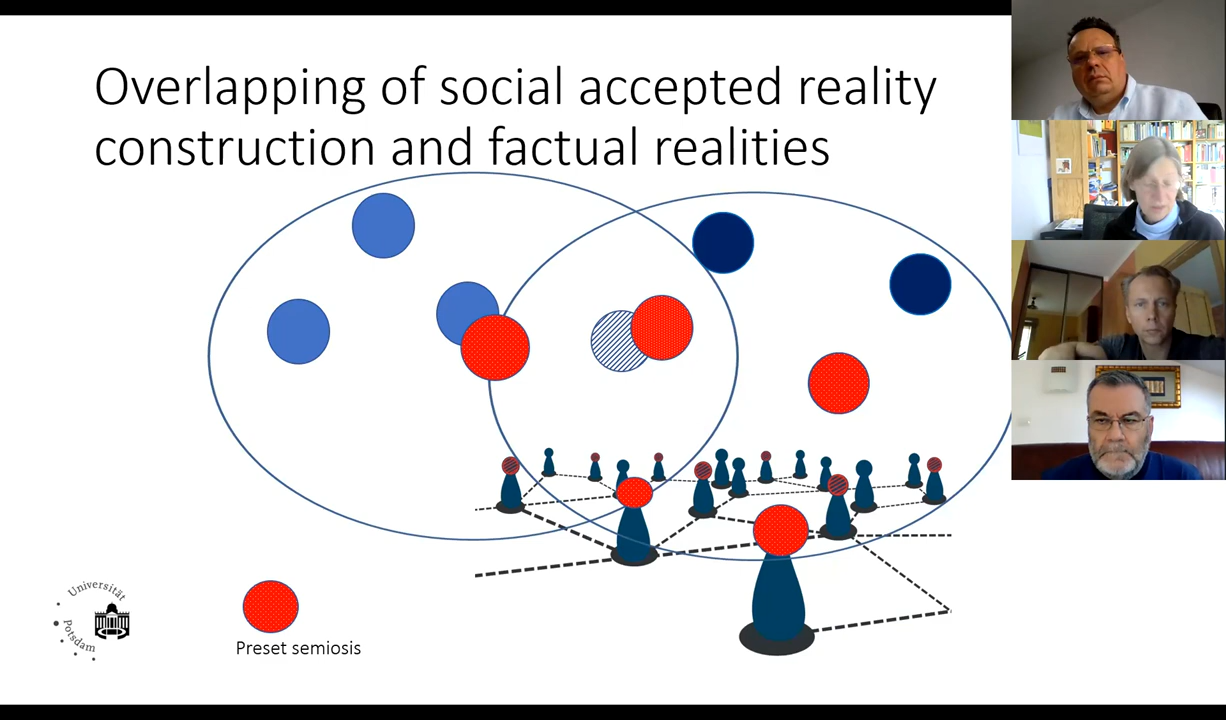 Overlapping of social accepted reality
construction and factual realities
Universität
Potsdam
Preset semiosis